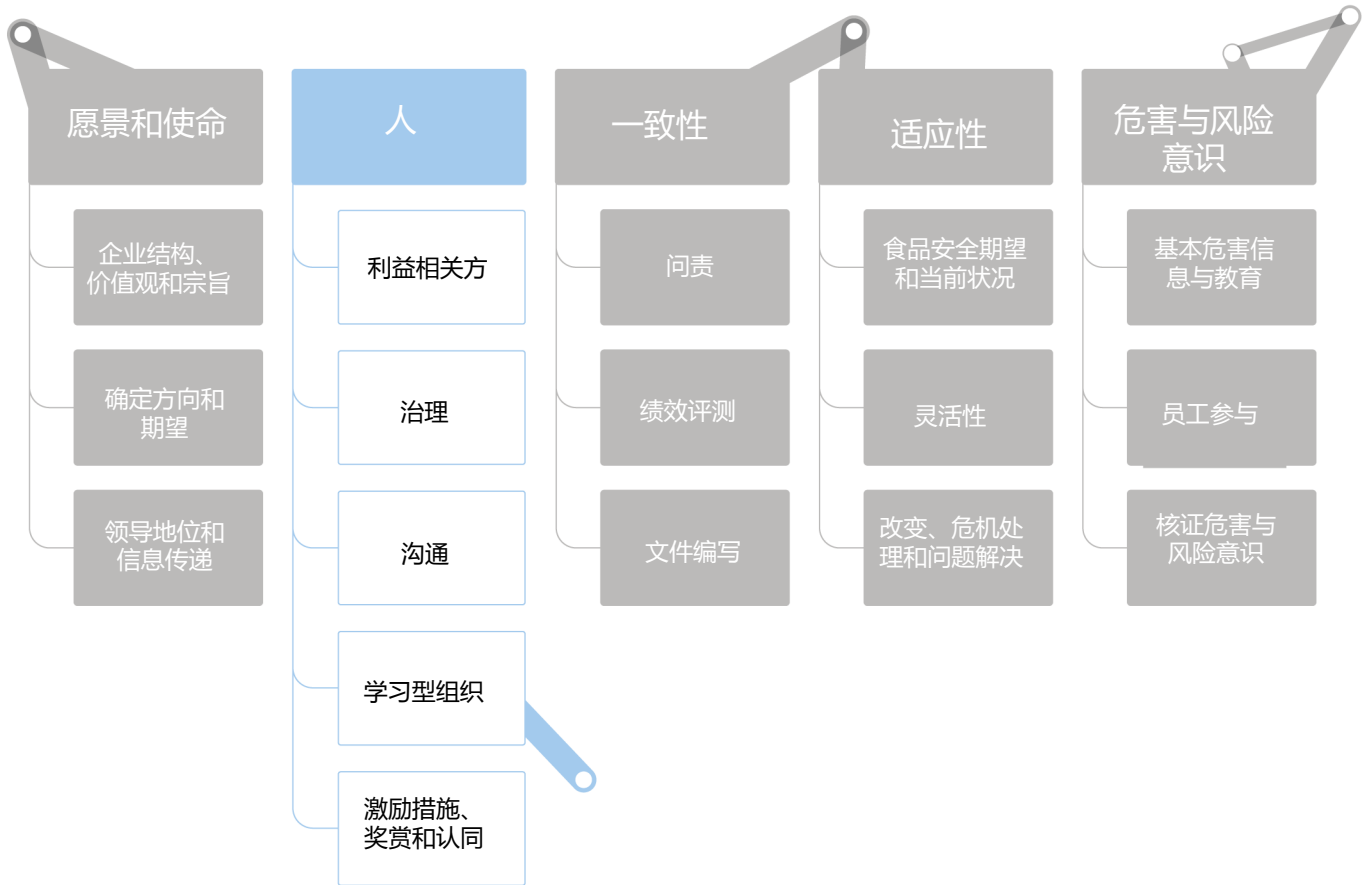 愿景和使命
企业结构、
价值观和宗旨
确定方向和
期望
领导地位和
信息传递
人
利益相关方
治理
沟通
学习型组织
激励措施、
奖赏和认同
一致性
问责
绩效评测
文件编写
适应性
食品安全期望
和当前状况
灵活性
改变、危机处
理和问题解决
危害与风险
意识
基本危害信
息与教育
员工参与
核证危害与
风险意识